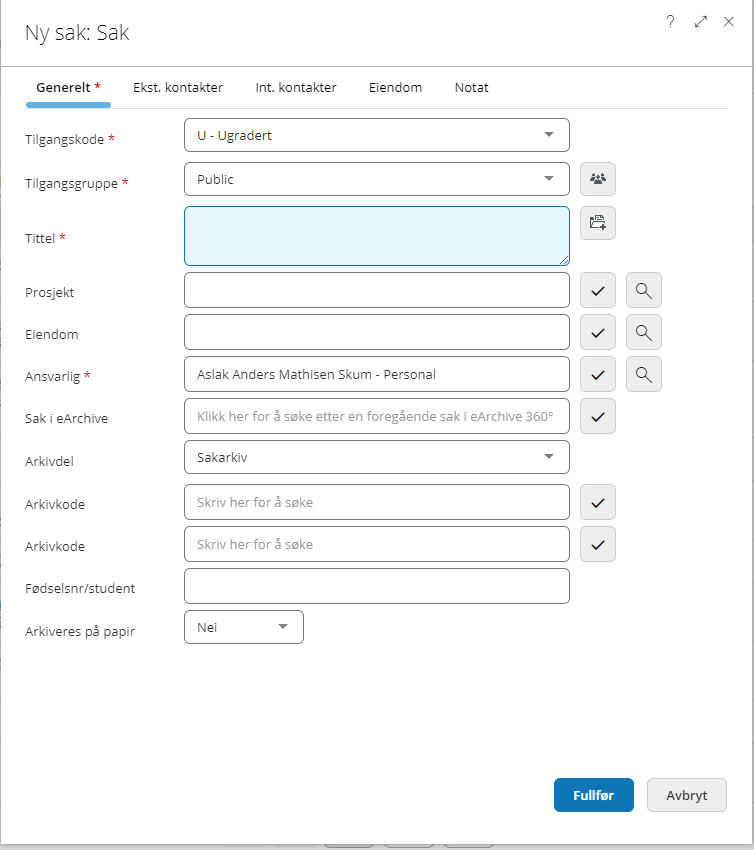 Ny sak: Sak
?
Generelt * Ekst. kontakter Int. kontakter Eiendom Notat
Tilgangskode * U - Ugradert
Tilgangsgruppe * Public
Tittel *
Prosjekt
Eiendom
Ansvarlig * Aslak Anders Mathisen Skum - Personal
Sak i eArchive Klikk her for å søke etter en foregående sak i eArchive 360°
Arkivdel Sakarkiv
Arkivkode Skriv her for å søke
Arkivkode Skriv her for å søke
Fødselsnr/student
Arkiveres på papir Nei
Fullfør Avbryt